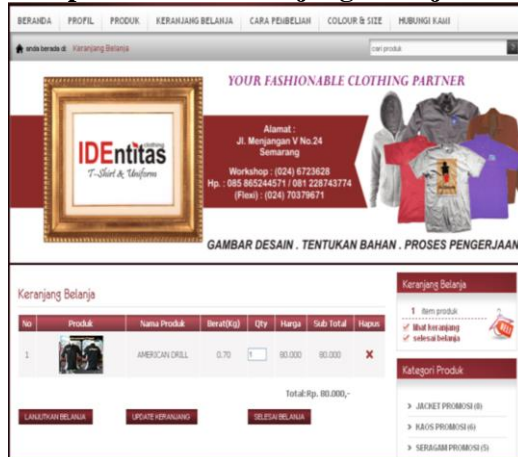 BERANDA PROFIL PRODUK KERANJANG BELANJA CARA PEMBELIAN COLOUR & SIZE HUBUNGI KAMI
anda berada di: Keranjang Belanja
cari produk
YOUR FASHIONABLE CLOTHING PARTNER
IDEntitas
clothing
T-Shirt & Uniform
Alamat :
Jl. Menjangan V No.24
Semarang
Workshop : (024) 6723628
Hp. : 085 865244571 / 081 228743774
(Flexi) : (024) 70379671
GAMBAR DESAIN . TENTUKAN BAHAN . PROSES PENGERJAAN
Keranjang Belanja
No Produk Nama Produk Berat(Kg) Qty Harga Sub Total Hapus
1 AMERICAN DRILL 0.70 1 80.000 80.000 X
Total:Rp. 80.000,-
LANJUTKAN BELANJA UPDATE KERANJANG SELESAI BELANJA
Keranjang Belanja
1 item produk
lihat keranjang
selesai belanja
Kategori Produk
> JACKET PROMOSI (8)
> KAOS PROMOSI (6)
> SERAGAM PROMOSI (5)